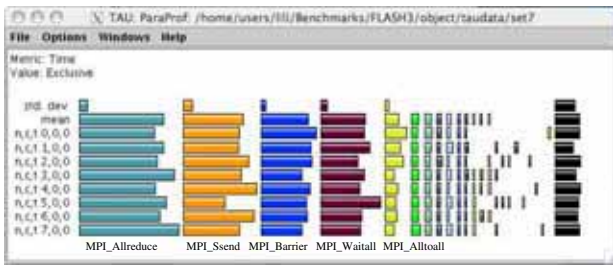 TAU: ParaProf: /home/users/lili/Benchmarks/FLASH3/object/taudata/set7
File Options Windows Help
Metric: Time
Value: Exclusive
std. dev
mean
n,c,t 0,0,0
n,c,t 1,0,0
n,c,t 2,0,0
n,c,t 3,0,0
n,c,t 4,0,0
n,c,t 5,0,0
n,c,t 6,0,0
n,c,t 7,0,0
MPI_Allreduce MPI_Ssend MPI_Barrier MPI_Waitall MPI_Alltoall